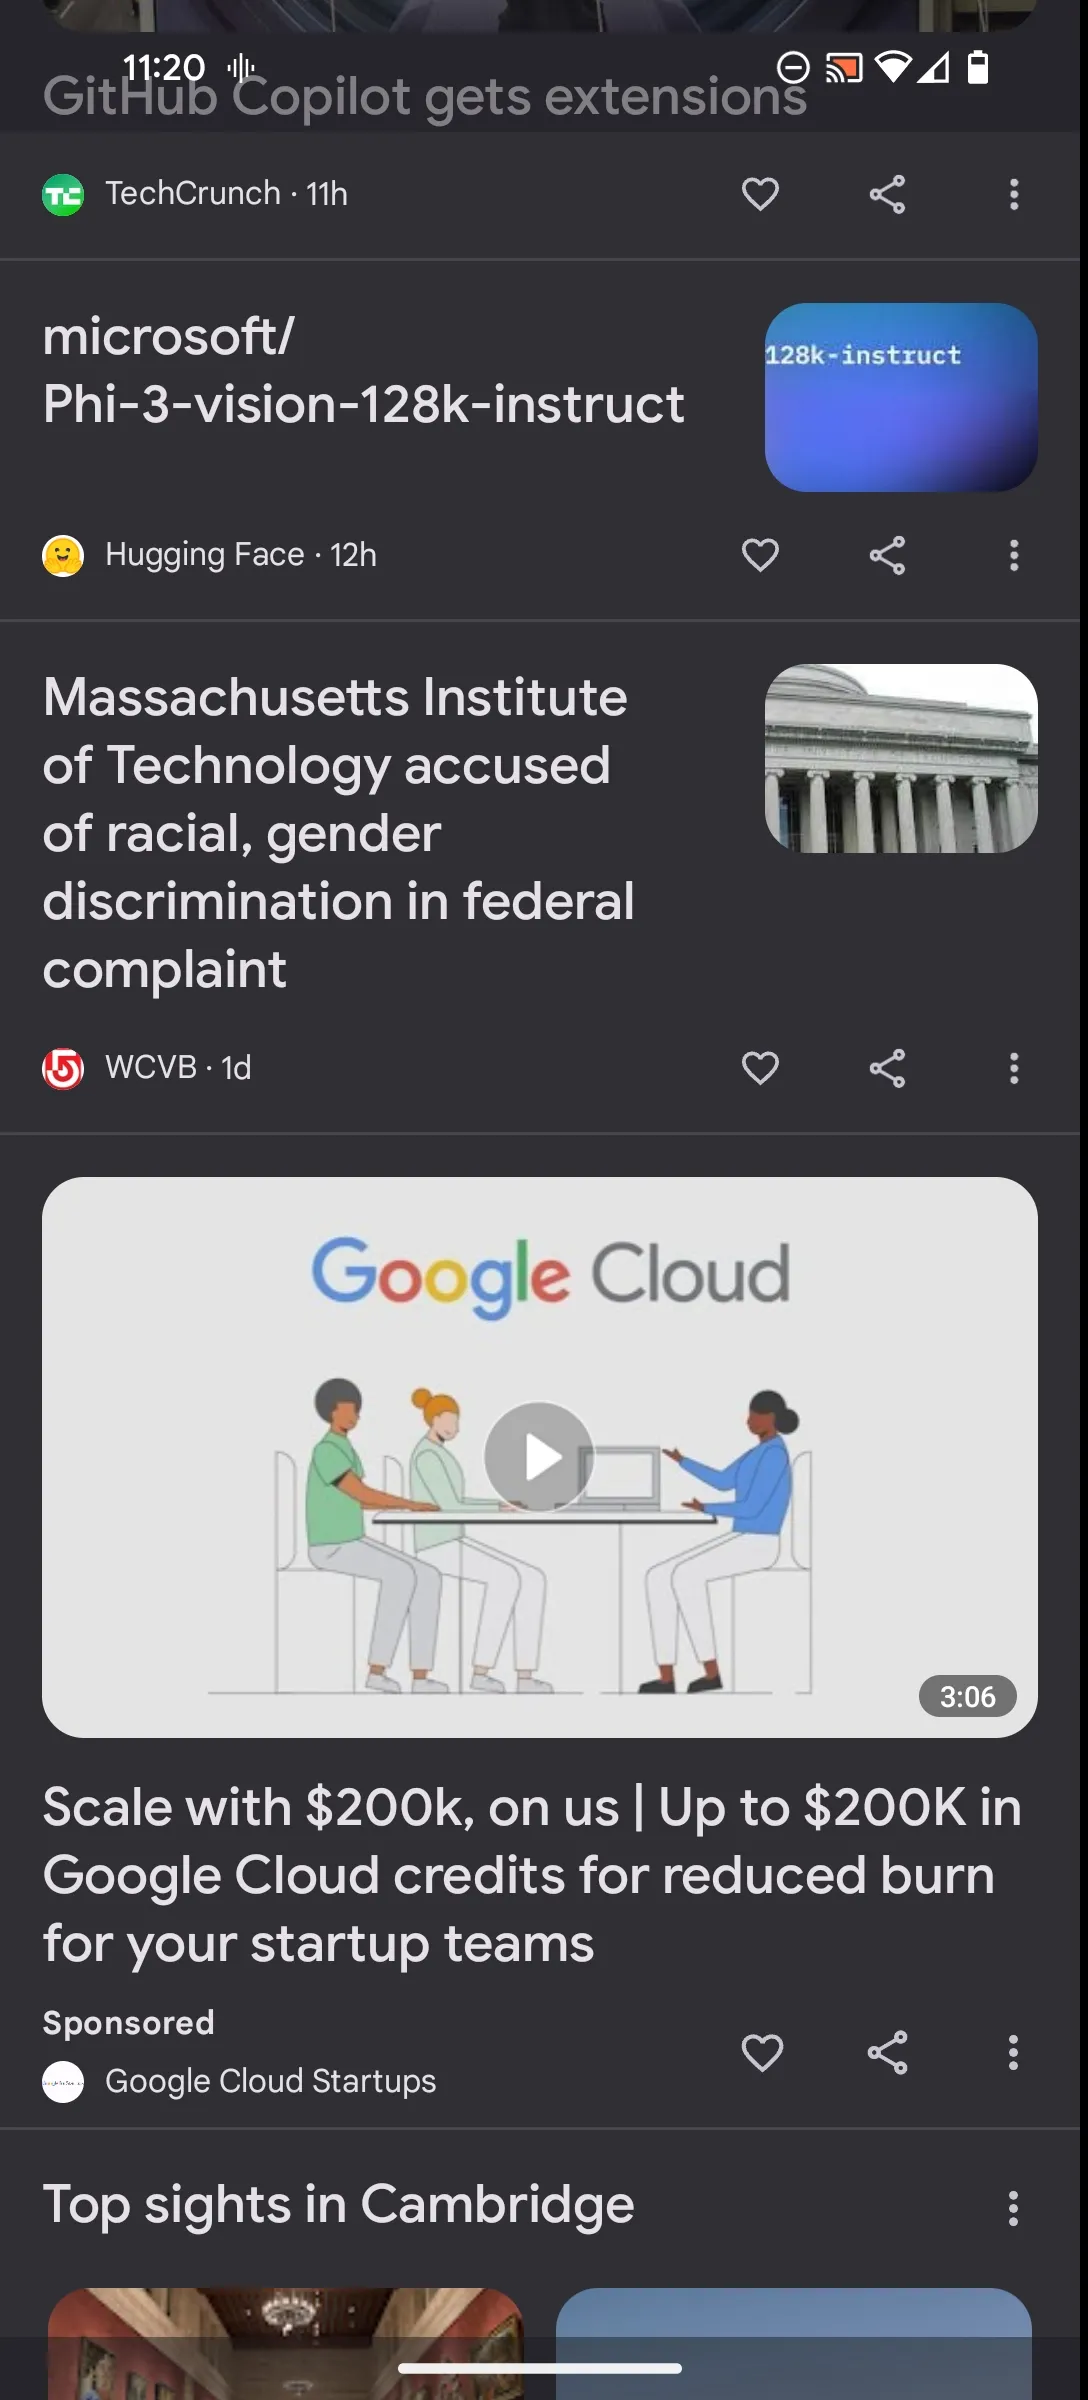 11:20
GitHub Copilot gets extensions
TechCrunch · 11h
microsoft/
Phi-3-vision-128k-instruct
128k-instruct
Hugging Face · 12h
Massachusetts Institute
of Technology accused
of racial, gender
discrimination in federal
complaint
WCVB · 1d
Google Cloud
3:06
Scale with $200k, on us | Up to $200K in
Google Cloud credits for reduced burn
for your startup teams
Sponsored
Google Cloud Startups
Top sights in Cambridge